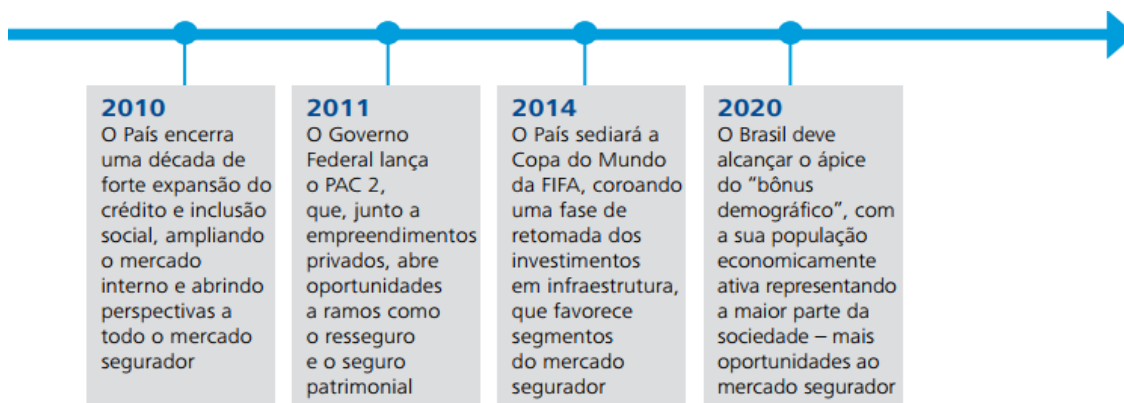 2010
O País encerra
uma década de
forte expansão do
crédito e inclusão
social, ampliando
o mercado
interno e abrindo
perspectivas a
todo o mercado
segurador
2011
O Governo
Federal lança
o PAC 2,
que, junto a
empreendimentos
privados, abre
oportunidades
a ramos como
o resseguro
e o seguro
patrimonial
2014
O País sediará a
Copa do Mundo
da FIFA, coroando
uma fase de
retomada dos
investimentos
em infraestrutura,
que favorece
segmentos
do mercado
segurador
2020
O Brasil deve
alcançar o ápice
do “bônus
demográfico”, com
a sua população
economicamente
ativa representando
a maior parte da
sociedade – mais
oportunidades ao
mercado segurador